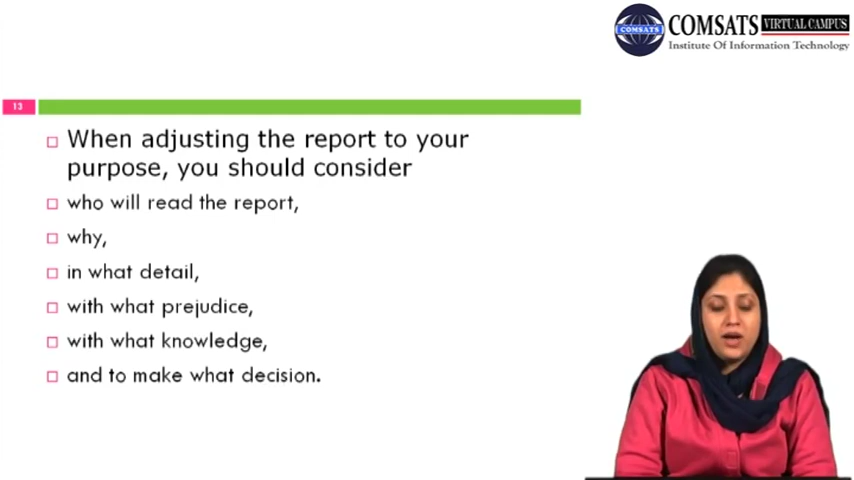 COMSATS
COMSATS VIRTUAL CAMPUS
Institute Of Information Technology
13
When adjusting the report to your
purpose, you should consider
who will read the report,
why,
in what detail,
with what prejudice,
with what knowledge,
and to make what decision.